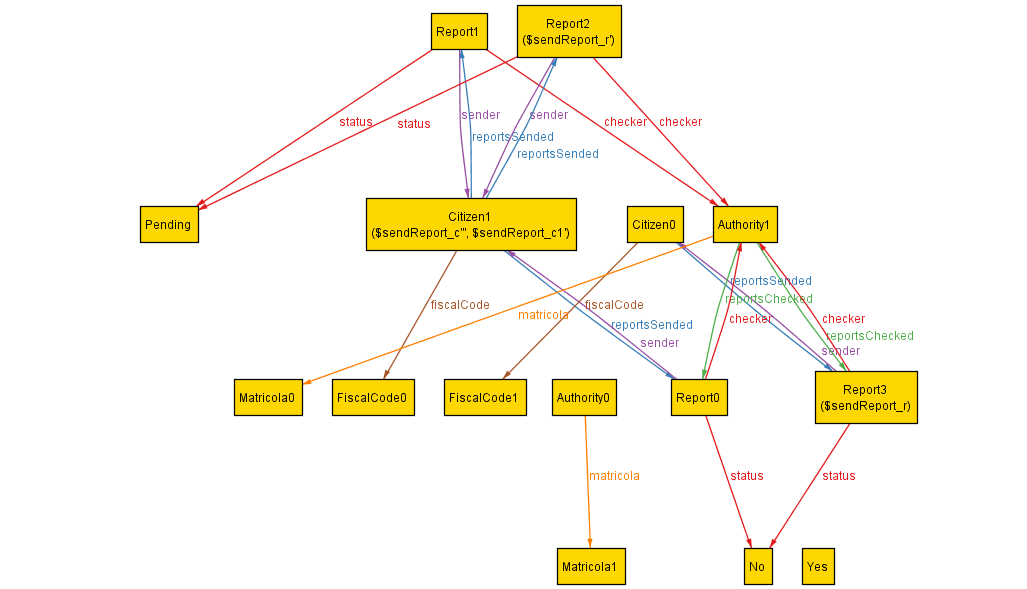 Report1
Report2
($sendReport_r')
status
status
sender
sender
checker
checker
reportsSended
reportsSended
Pending
Citizen1
($sendReport_c''', $sendReport_c1')
Citizen0
Authority1
reportsSended
reportsChecked
fiscalCode
fiscalCode
matricola
reportsSended
checker
checker
reportsChecked
sender
sender
Matricola0
FiscalCode0
FiscalCode1
Authority0
Report0
Report3
($sendReport_r)
matricola
status
status
Matricola1
No
Yes